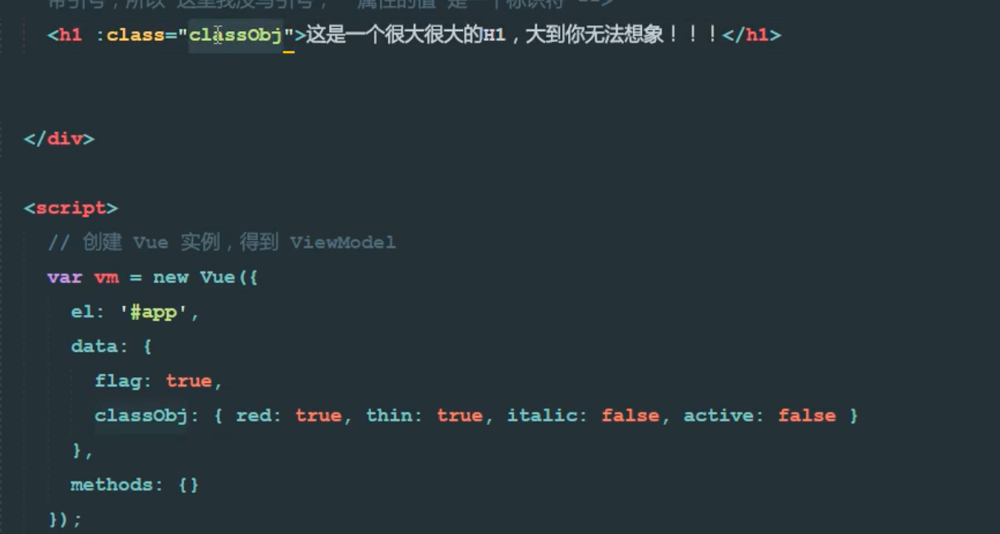 带引号，所以 这里我没写引号； 属性的值 是一个标识符 -->
<h1 :class="classObj">这是一个很大很大的H1，大到你无法想象！！！</h1>
</div>
<script>
// 创建 Vue 实例，得到 ViewModel
var vm = new Vue({
el: '#app',
data: {
flag: true,
classObj: { red: true, thin: true, italic: false, active: false }
},
methods: {}
});